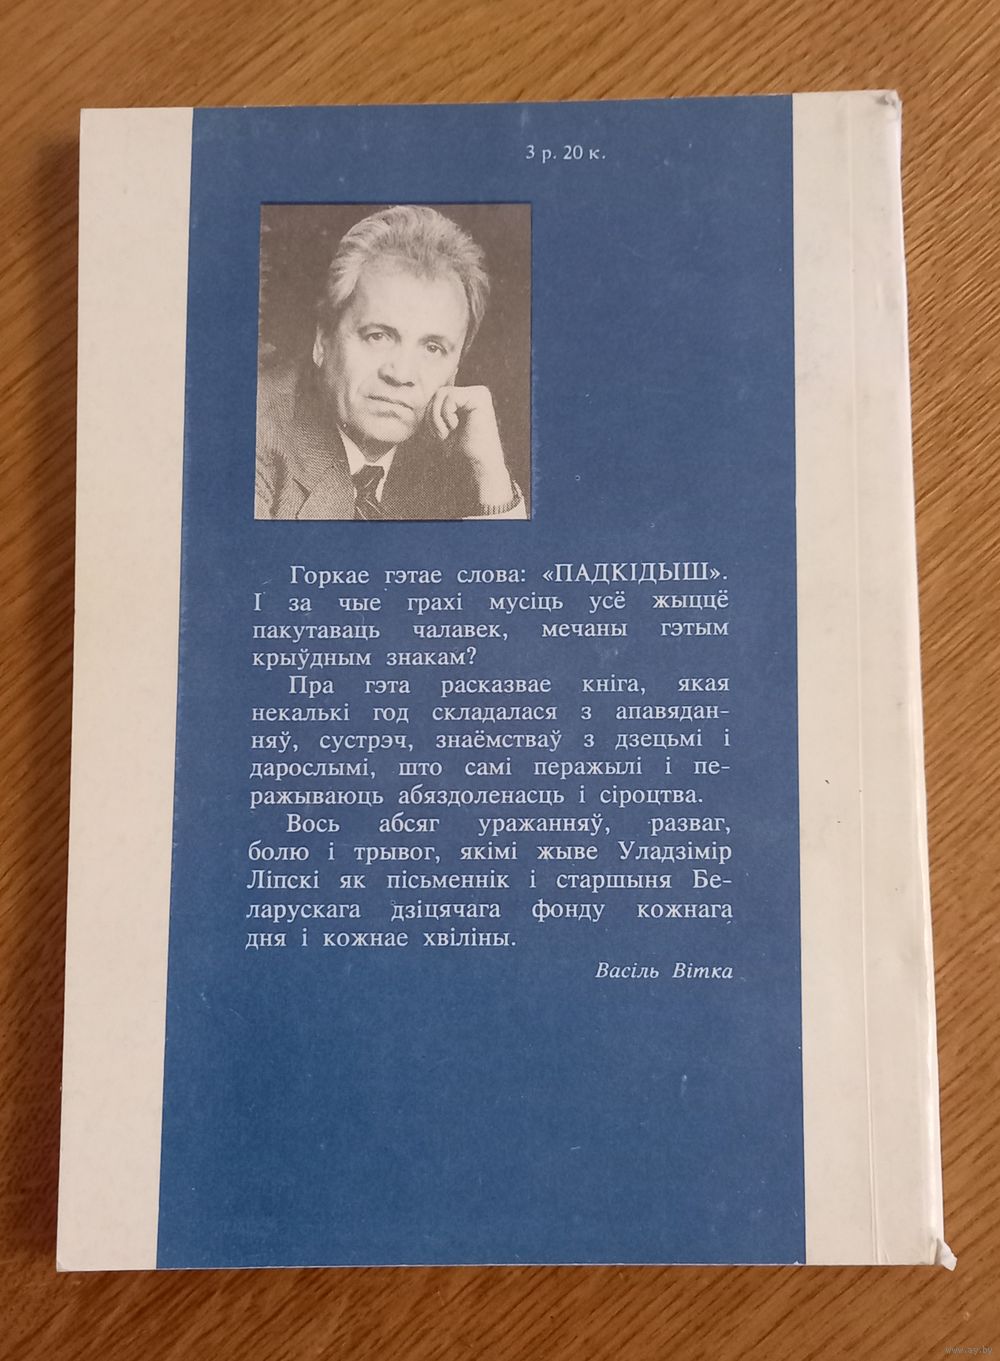 3 р. 20 к.
Горкае гэтае слова: «ПАДКІДЫШ».
І за чые грахі мусіць усё жыццё
пакутаваць чалавек, мечаны гэтым
крыўдным знакам?
Пра гэта расказвае кніга, якая
некалькі год складалася з апавядан-
няў, сустрэч, знаёмстваў з дзецьмі і
дарослымі, што самі перажылі і пе-
ражываюць абяздоленасць і сіроцтва.
Вось абсяг уражанняў, разваг,
болю і трывог, якімі жыве Уладзімір
Ліпскі як пісьменнік і старшыня Бе-
ларускага дзіцячага фонду кожнага
дня і кожнае хвіліны.
Васіль Вітка
www.ay.by